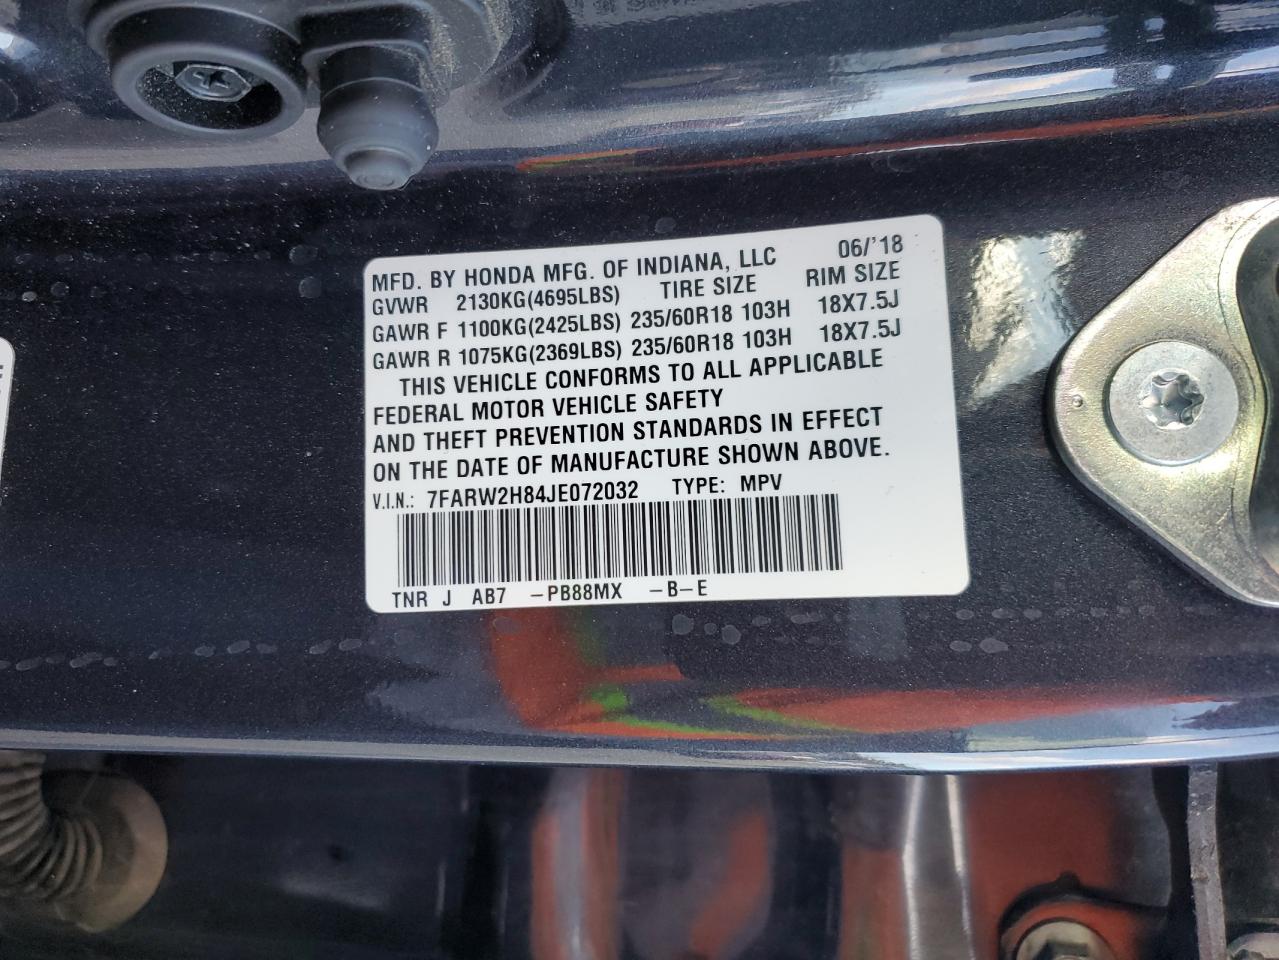 MFD. BY HONDA MFG. OF INDIANA, LLC 06/'18
GVWR 2130KG(4695LBS) TIRE SIZE RIM SIZE
GAWR F 1100KG(2425LBS) 235/60R18 103H 18X7.5J
GAWR R 1075KG(2369LBS) 235/60R18 103H 18X7.5J
THIS VEHICLE CONFORMS TO ALL APPLICABLE
FEDERAL MOTOR VEHICLE SAFETY
AND THEFT PREVENTION STANDARDS IN EFFECT
ON THE DATE OF MANUFACTURE SHOWN ABOVE.
V.I.N.: 7FARW2H84JE072032 TYPE: MPV
TNR J AB7 -PB88MX -B-E